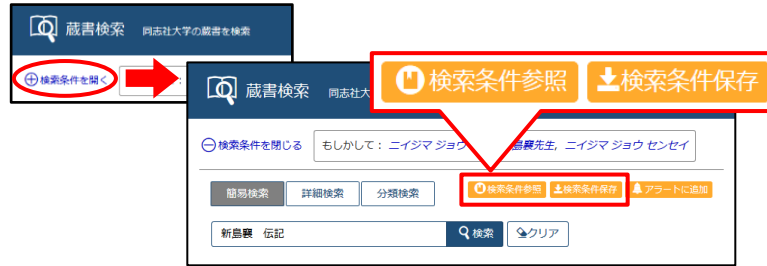 蔵書検索 同志社大学の蔵書を検索
検索条件を開く
蔵書検索 同志社大
検索条件参照 検索条件保存
検索条件を閉じる もしかして： ニイジマ ジョウ 島襄先生, ニイジマ ジョウ センセイ
簡易検索 詳細検索 分類検索 検索条件参照 検索条件保存 アラートに追加
新島襄 伝記 検索 クリア